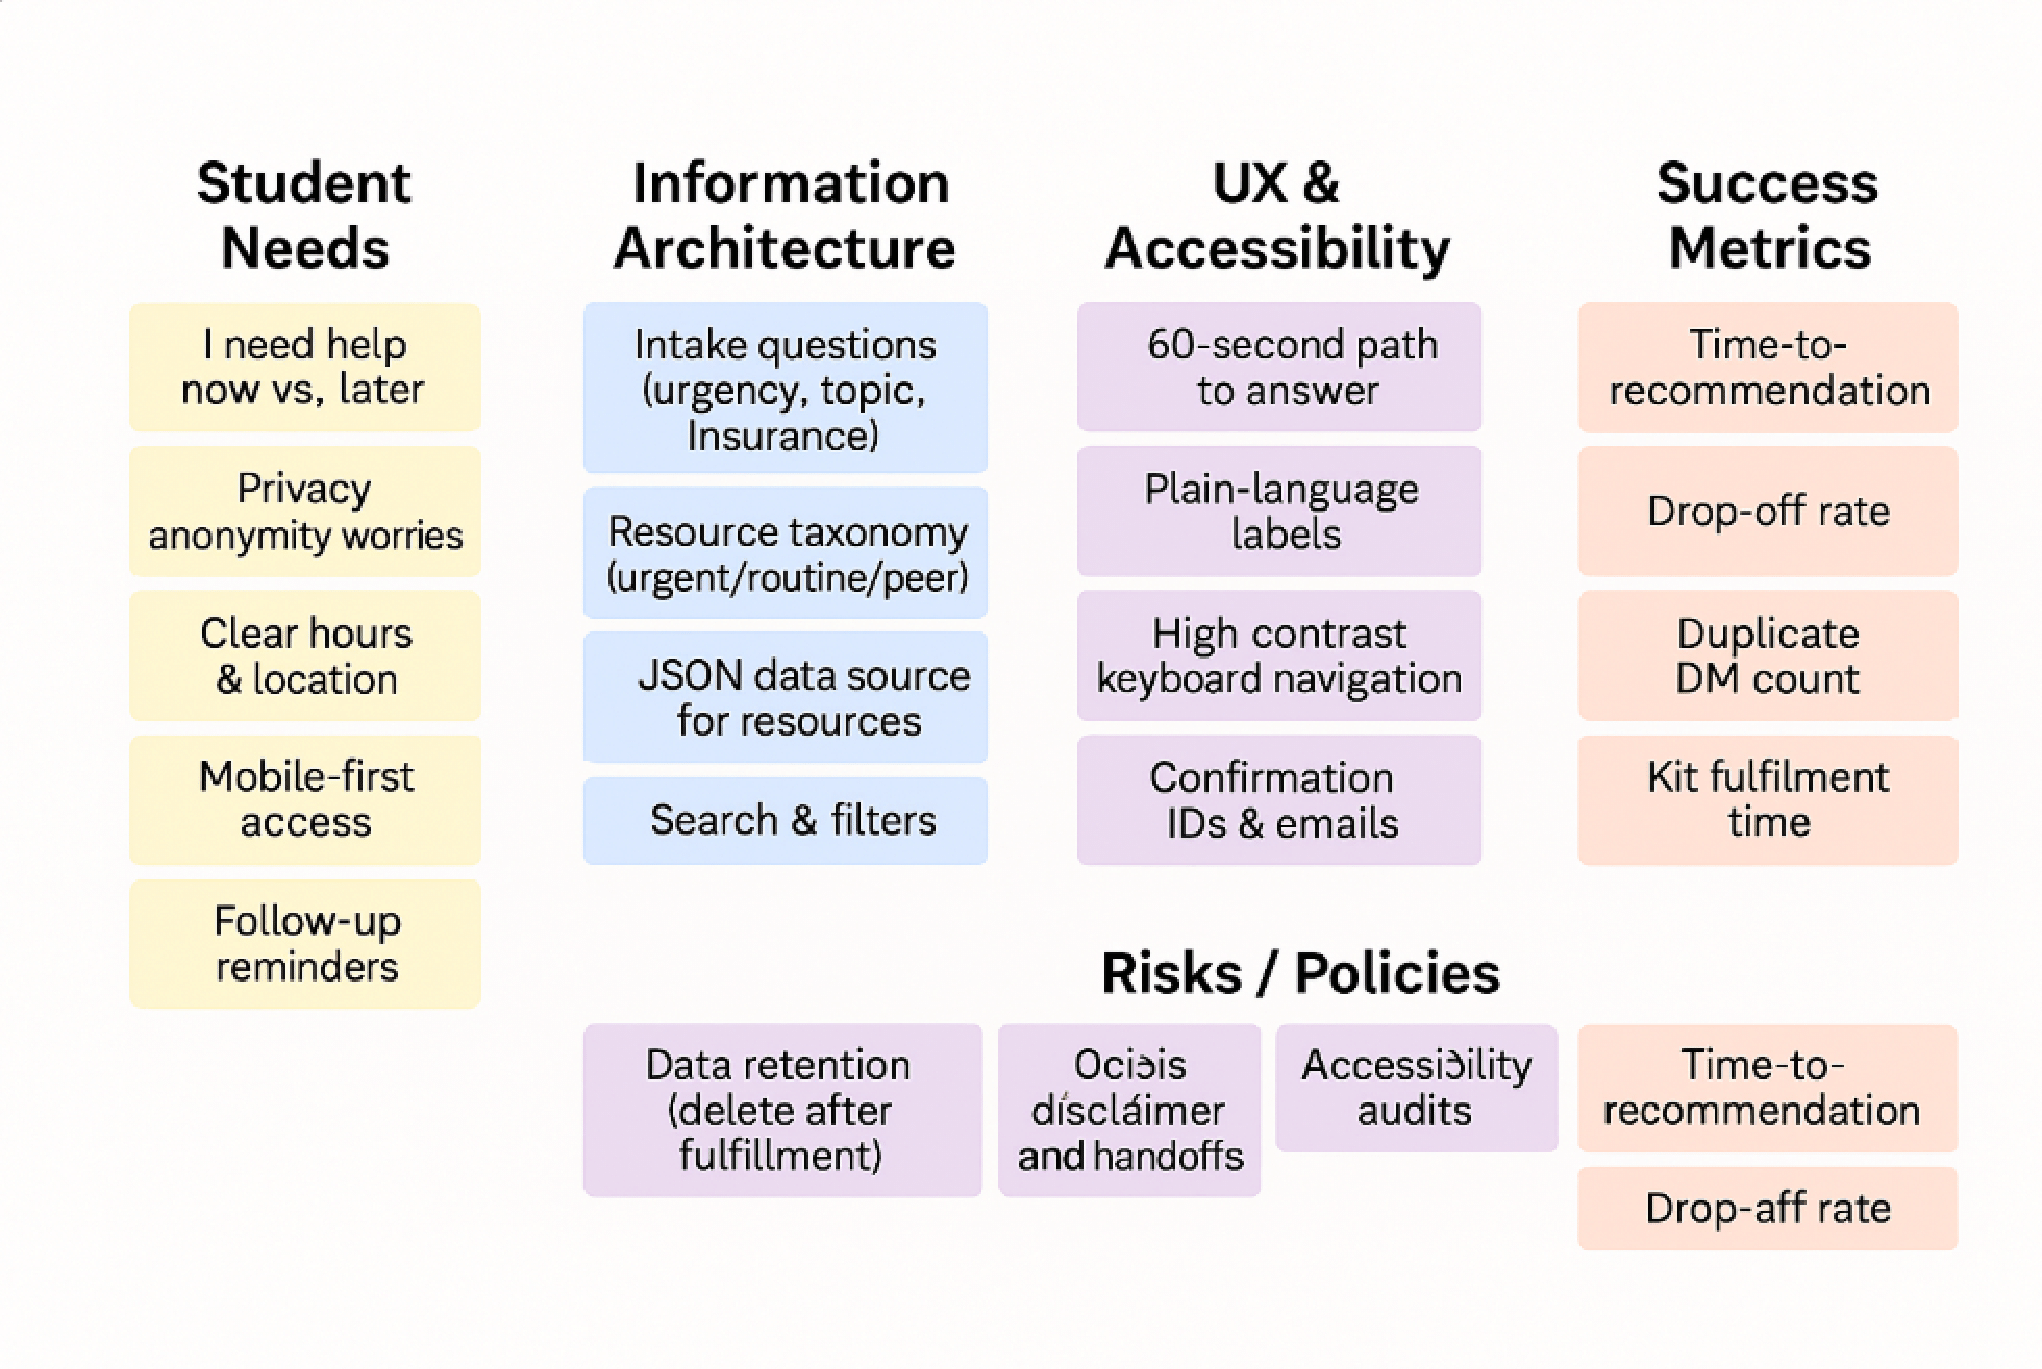 Student
Needs
I need help
now vs, later
Privacy
anonymity worries
Clear hours
& location
Mobile-first
access
Follow-up
reminders
Information
Architecture
Intake questions
(urgency, topic,
Insurance)
Resource taxonomy
(urgent/routine/peer)
JSON data source
for resources
Search & filters
UX &
Accessibility
60-second path
to answer
Plain-language
labels
High contrast
keyboard navigation
Confirmation
IDs & emails
Success
Metrics
Time-to-
recommendation
Drop-off rate
Duplicate
DM count
Kit fulfilment
time
Risks / Policies
Data retention
(delete after
fulfillment)
disclaimer
and handoffs
Accessibility
audits
Time-to-
recommendation
Drop-aff rate